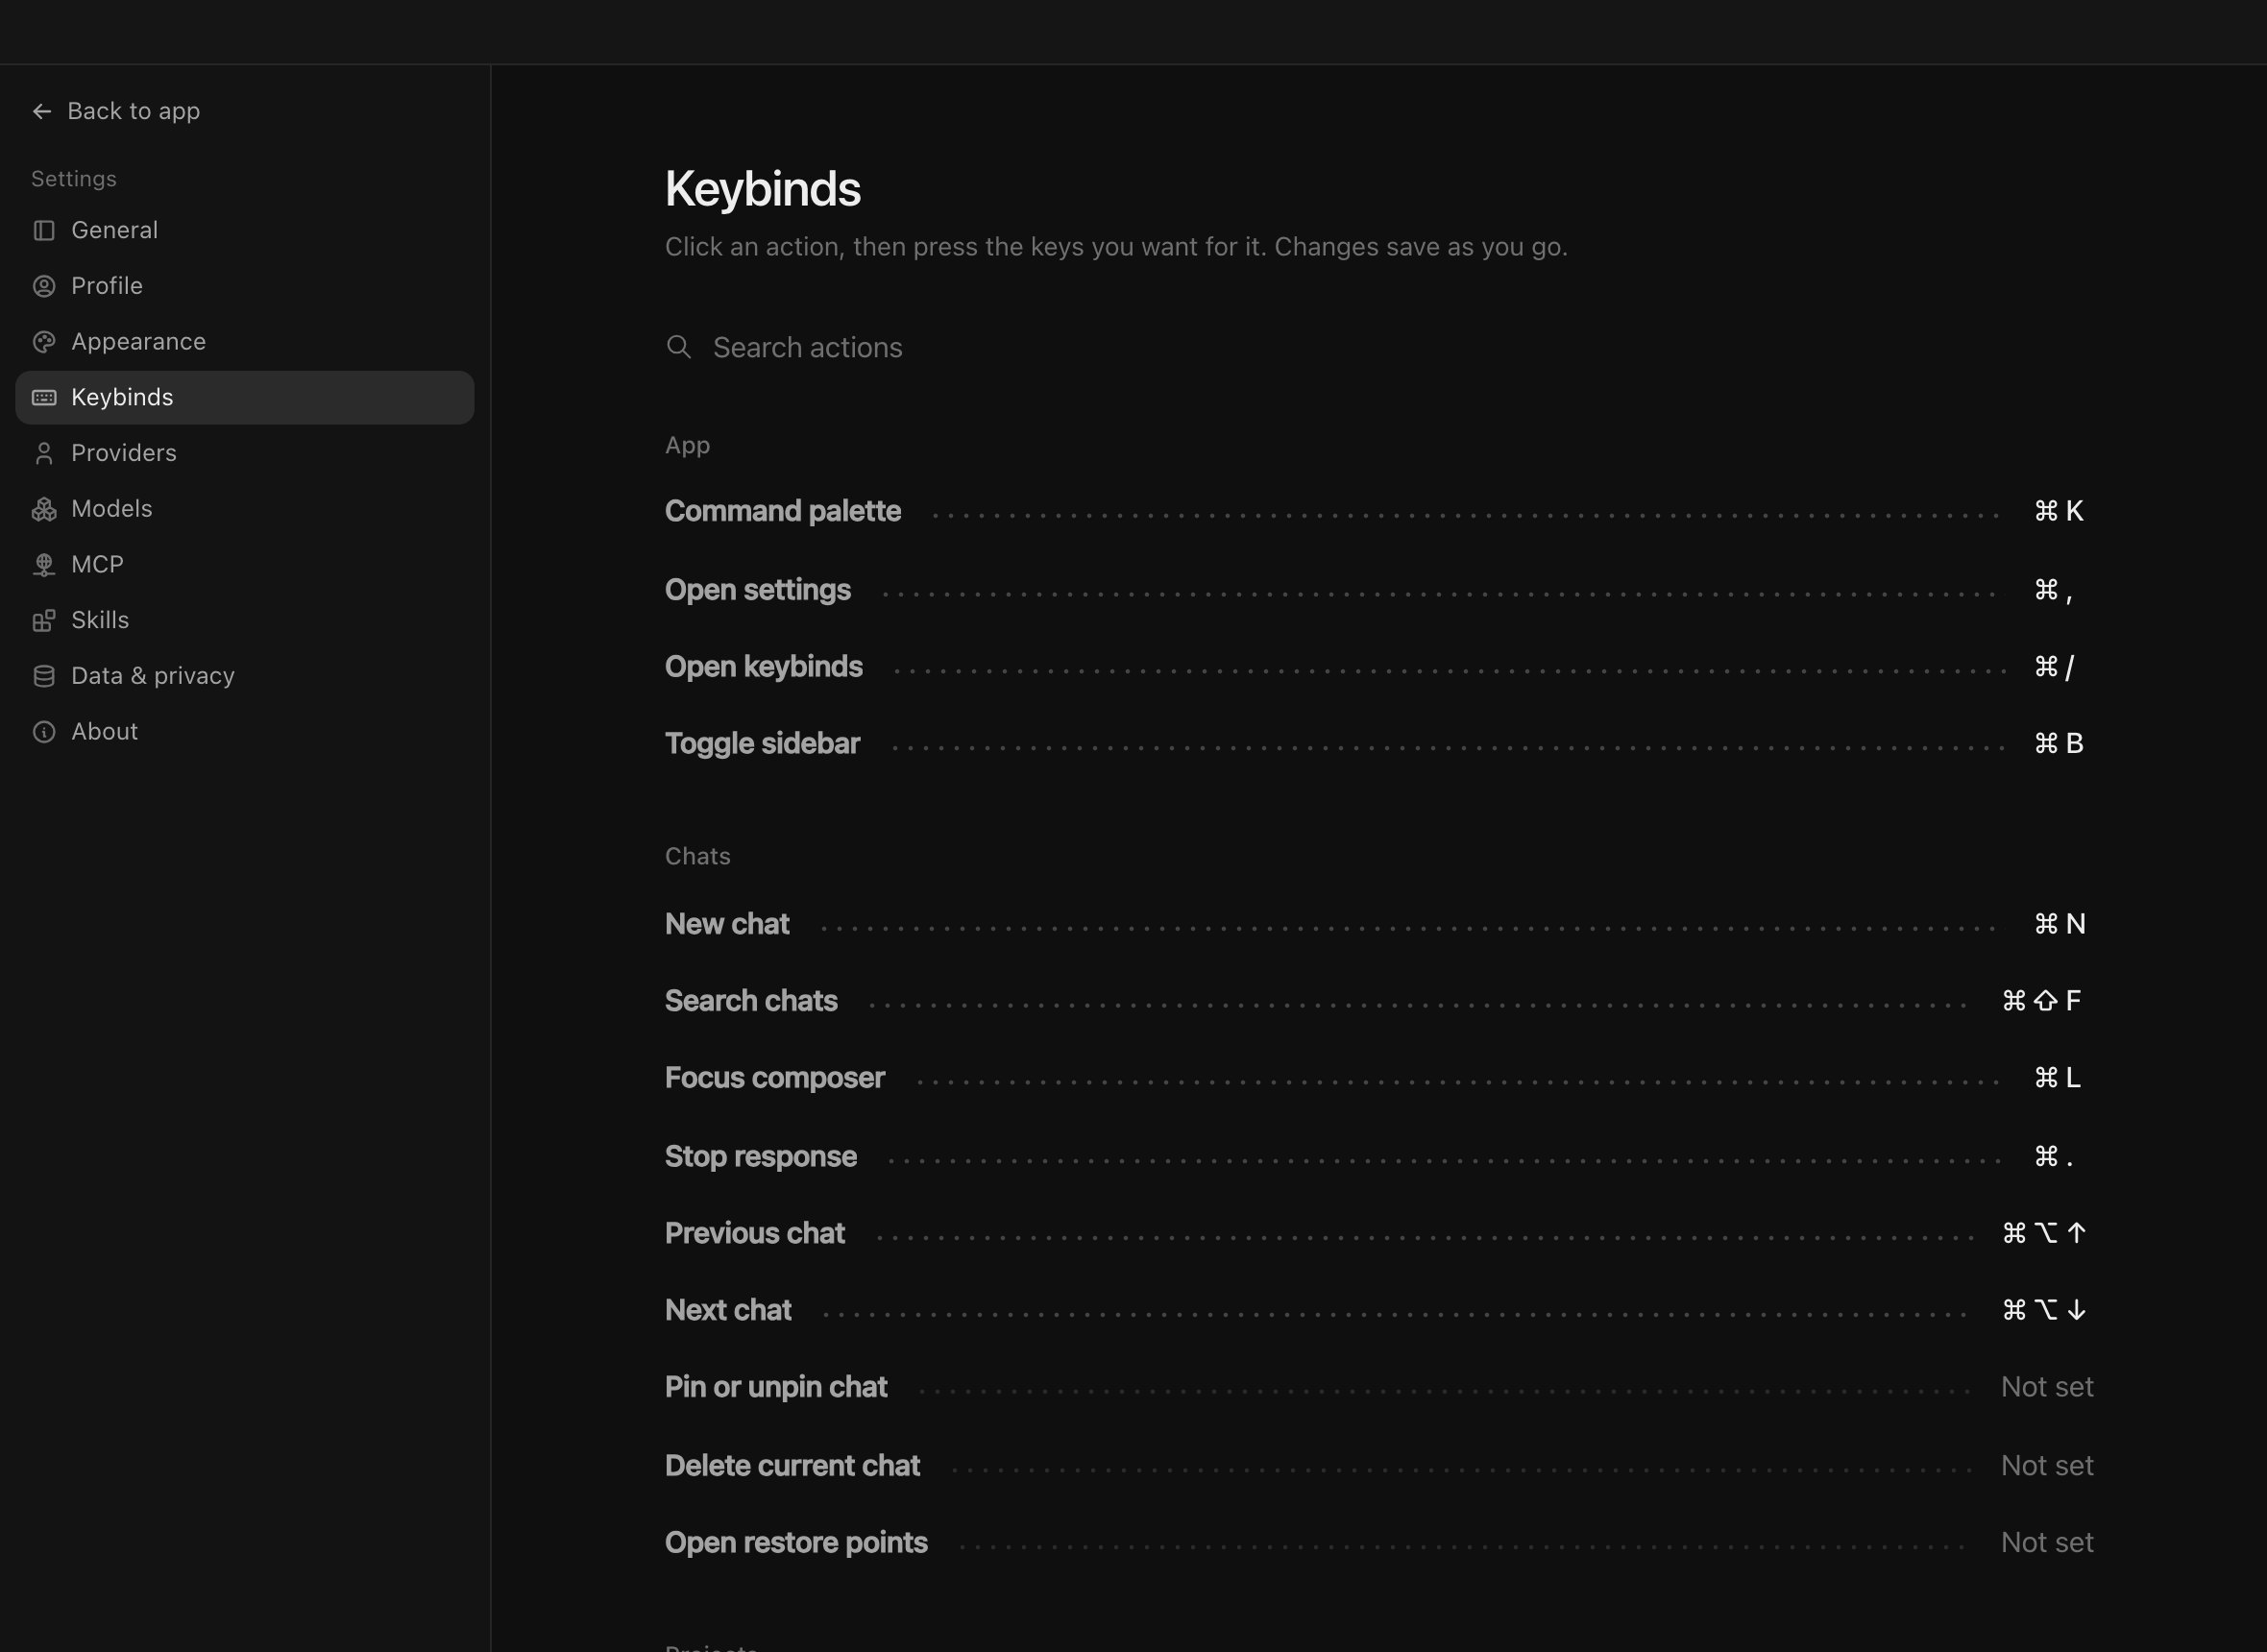 Back to app
Settings
General
Profile
Appearance
Keybinds
Providers
Models
MCP
Skills
Data & privacy
About
Keybinds
Click an action, then press the keys you want for it. Changes save as you go.
Search actions
App
Command palette ⌘ K
Open settings ⌘ ,
Open keybinds ⌘ /
Toggle sidebar ⌘ B
Chats
New chat ⌘ N
Search chats ⌘ ⇧ F
Focus composer ⌘ L
Stop response ⌘ .
Previous chat ⌘ ⌥ ↑
Next chat ⌘ ⌥ ↓
Pin or unpin chat Not set
Delete current chat Not set
Open restore points Not set